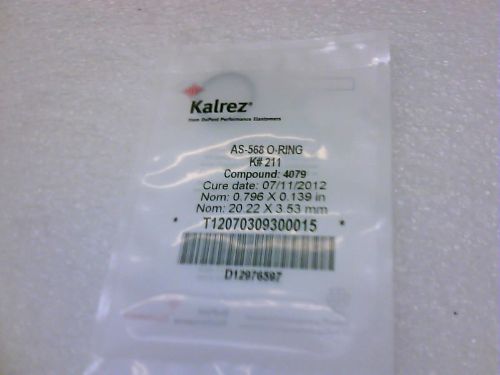 Kalrez®
from DuPont Performance Elastomers
AS-568 O-RING
K# 211
Compound: 4079
Cure date: 07/11/2012
Nom: 0.796 X 0.139 in
Nom: 20.22 X 3.53 mm
* T12070309300015 *
D12976597